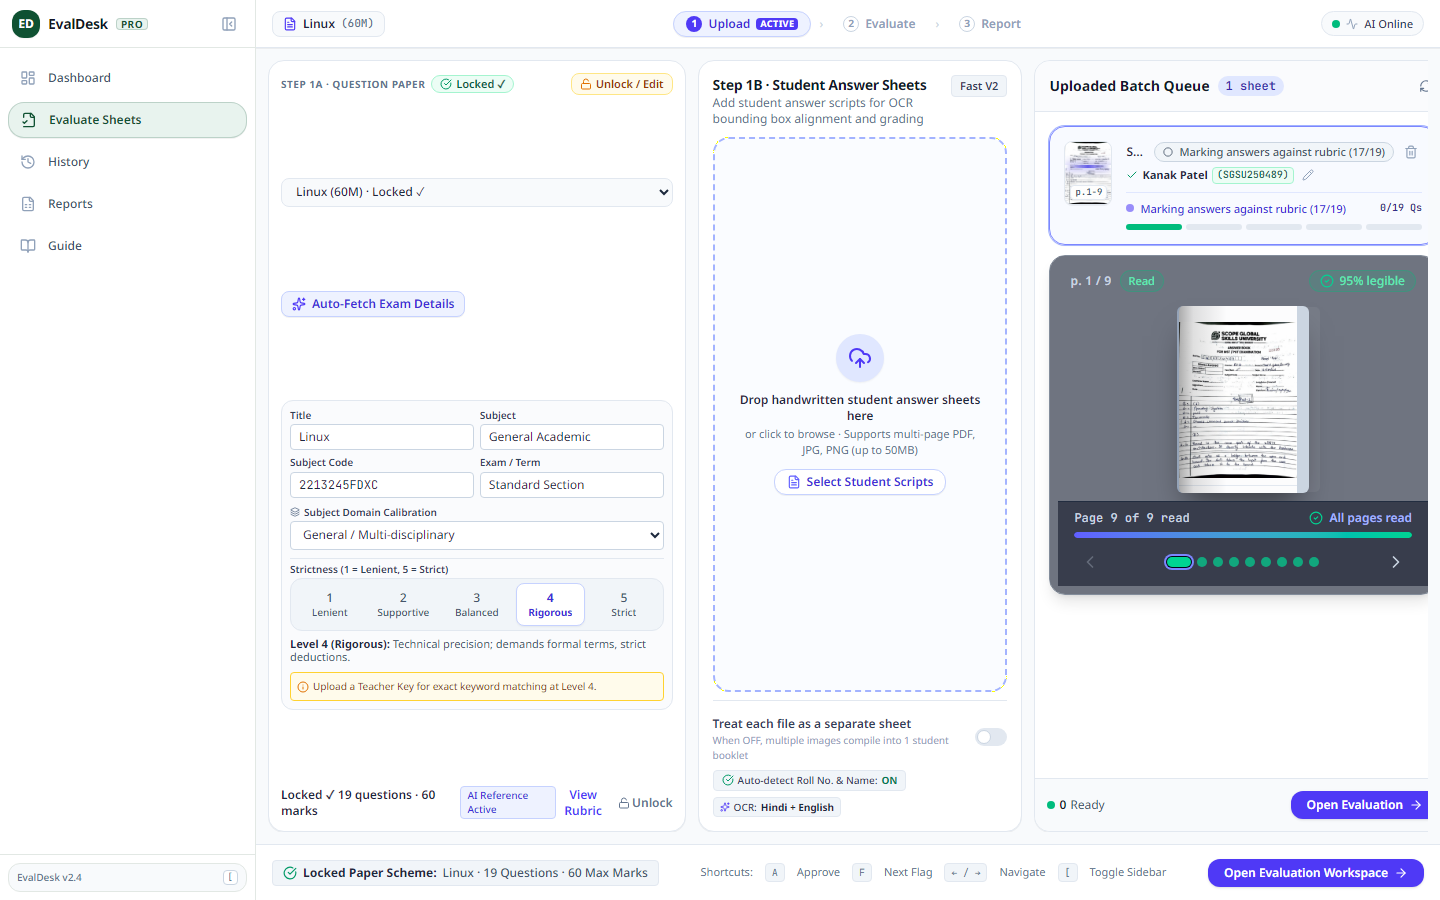 ED EvalDesk PRO
Linux (60M)
1 Upload ACTIVE › 2 Evaluate › 3 Report
AI Online
Dashboard
Evaluate Sheets
History
Reports
Guide
EvalDesk v2.4 [
STEP 1A · QUESTION PAPER Locked ✓ Unlock / Edit
Linux (60M) · Locked ✓
Auto-Fetch Exam Details
Title Subject
Linux General Academic
Subject Code Exam / Term
2213245FDXC Standard Section
Subject Domain Calibration
General / Multi-disciplinary
Strictness (1 = Lenient, 5 = Strict)
1 2 3 4 5
Lenient Supportive Balanced Rigorous Strict
Level 4 (Rigorous): Technical precision; demands formal terms, strict
deductions.
Upload a Teacher Key for exact keyword matching at Level 4.
Locked ✓ 19 questions · 60
marks
AI Reference
Active
View
Rubric
Unlock
Step 1B · Student Answer Sheets Fast V2
Add student answer scripts for OCR
bounding box alignment and grading
Drop handwritten student answer sheets
here
or click to browse · Supports multi-page PDF,
JPG, PNG (up to 50MB)
Select Student Scripts
Treat each file as a separate sheet
When OFF, multiple images compile into 1 student
booklet
Auto-detect Roll No. & Name: ON
OCR: Hindi + English
Uploaded Batch Queue 1 sheet
p.1-9
S... Marking answers against rubric (17/19)
Kanak Patel (SGSU250489)
Marking answers against rubric (17/19) 0/19 Qs
p. 1 / 9 Read 95% legible
SCOPE GLOBAL
SKILLS UNIVERSITY
Page 9 of 9 read All pages read
0 Ready Open Evaluation →
Locked Paper Scheme: Linux · 19 Questions · 60 Max Marks
Shortcuts: A Approve F Next Flag ← / → Navigate [ Toggle Sidebar
Open Evaluation Workspace →